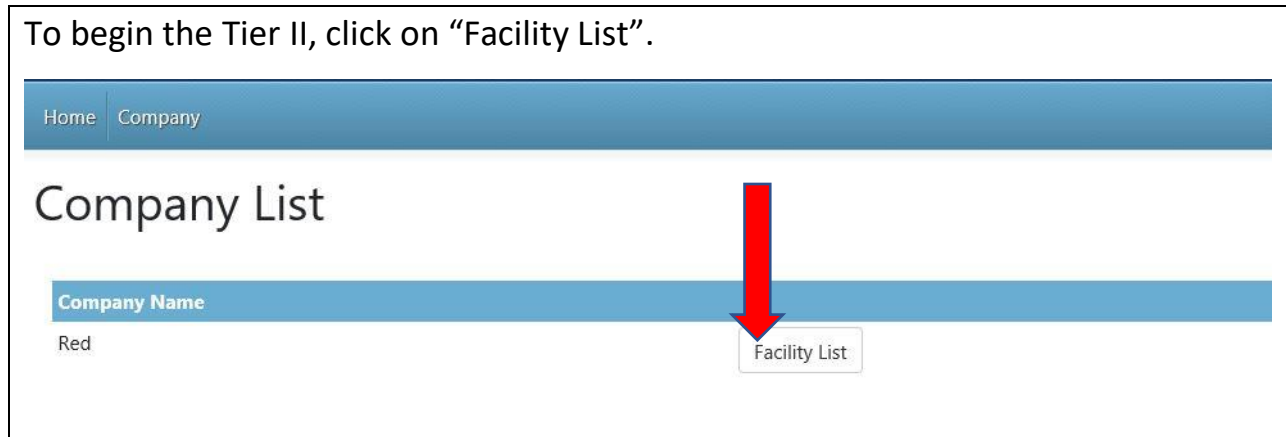 To begin the Tier II, click on “Facility List”.
Home Company
Company List
Company Name
Red
Facility List